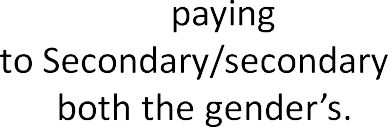 paying
to Secondary/secondary
both the gender’s.